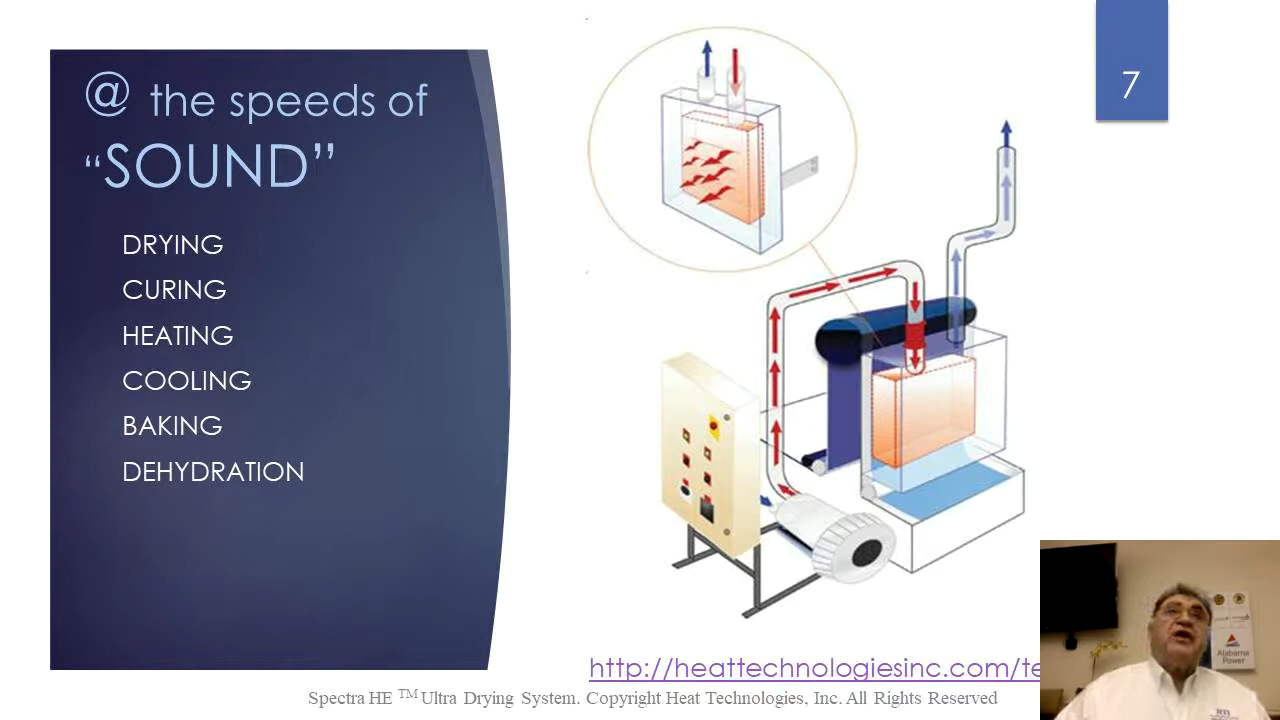 @ the speeds of
“SOUND”
7
DRYING
CURING
HEATING
COOLING
BAKING
DEHYDRATION
http://heattechnologiesinc.com/te
Spectra HE TM Ultra Drying System. Copyright Heat Technologies, Inc. All Rights Reserved
Alabama
Power